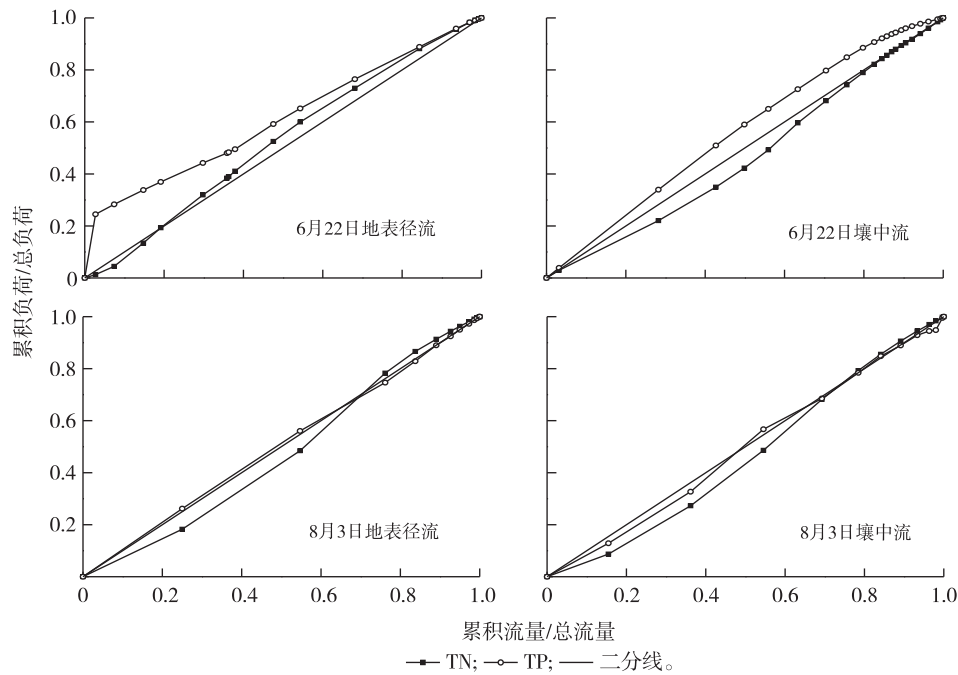 累积负荷/总负荷
1.0
0.8
0.6
0.4
0.2
0
6月22日地表径流
6月22日壤中流
1.0
0.8
0.6
0.4
0.2
8月3日地表径流
8月3日壤中流
0 0.2 0.4 0.6 0.8 1.0
0 0.2 0.4 0.6 0.8 1.0
累积流量/总流量
TN; TP; 二分线。